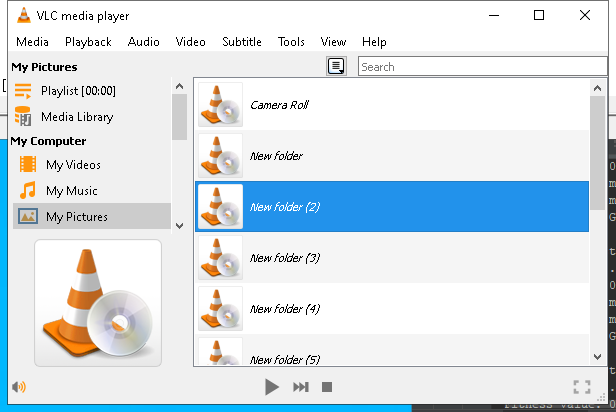 VLC media player
Media Playback Audio Video Subtitle Tools View Help
My Pictures
Search
Playlist [00:00]
Media Library
My Computer
My Videos
My Music
My Pictures
Camera Roll
New folder
New folder (2)
New folder (3)
New folder (4)
New folder (5)